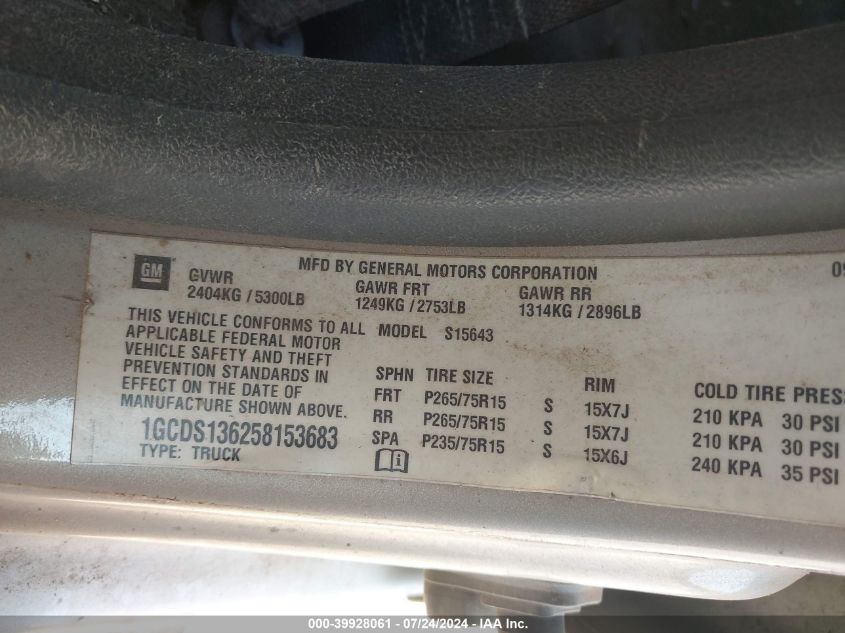 GM
MFD BY GENERAL MOTORS CORPORATION
GVWR GAWR FRT GAWR RR
2404KG / 5300LB 1249KG / 2753LB 1314KG / 2896LB
THIS VEHICLE CONFORMS TO ALL
APPLICABLE FEDERAL MOTOR
VEHICLE SAFETY AND THEFT
PREVENTION STANDARDS IN
EFFECT ON THE DATE OF
MANUFACTURE SHOWN ABOVE.
1GCDS136258153683
TYPE: TRUCK
MODEL S15643
SPHN TIRE SIZE RIM COLD TIRE PRESS
FRT P265/75R15 S 15X7J 210 KPA 30 PSI
RR P265/75R15 S 15X7J 210 KPA 30 PSI
SPA P235/75R15 S 15X6J 240 KPA 35 PSI
000-39928061 - 07/24/2024 - IAA Inc.